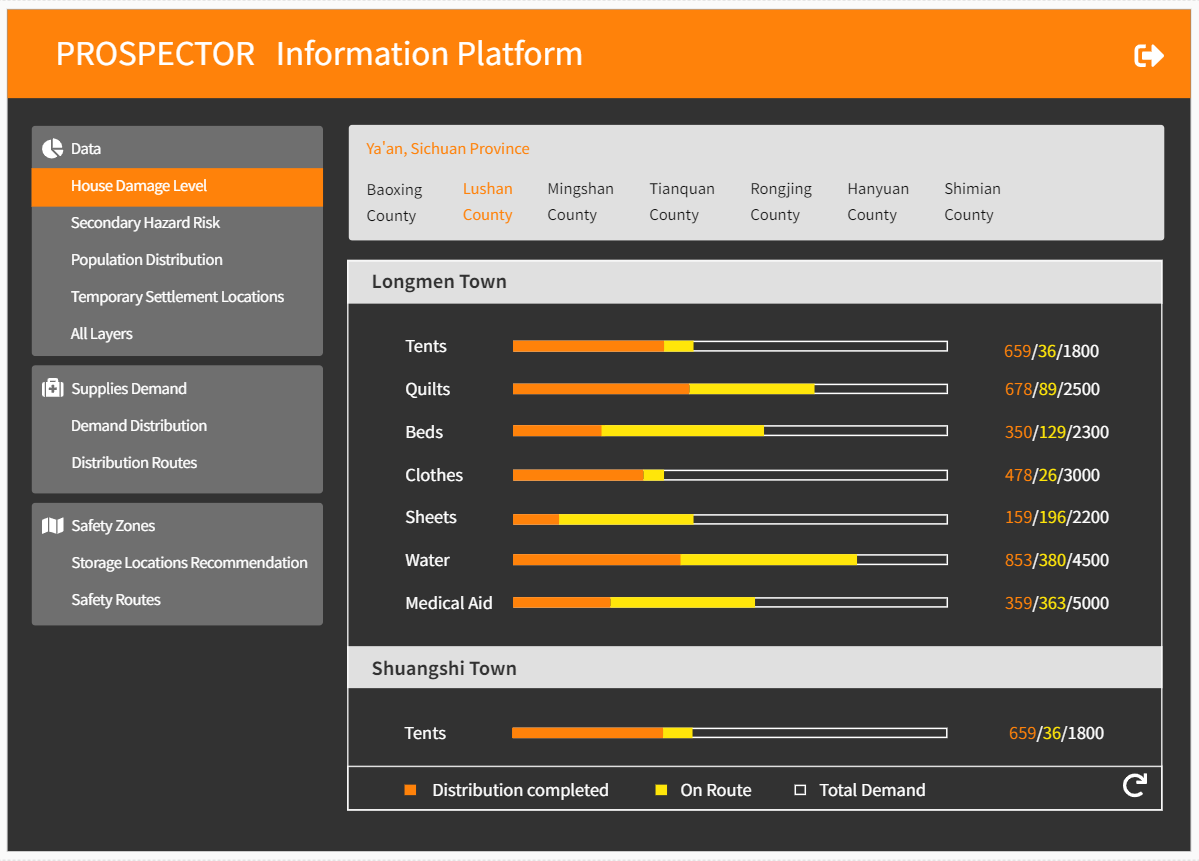 PROSPECTOR Information Platform
Data
House Damage Level
Secondary Hazard Risk
Population Distribution
Temporary Settlement Locations
All Layers
Supplies Demand
Demand Distribution
Distribution Routes
Safety Zones
Storage Locations Recommendation
Safety Routes
Ya'an, Sichuan Province
Baoxing County
Lushan County
Mingshan County
Tianquan County
Rongjing County
Hanyuan County
Shimian County
Longmen Town
Tents 659/36/1800
Quilts 678/89/2500
Beds 350/129/2300
Clothes 478/26/3000
Sheets 159/196/2200
Water 853/380/4500
Medical Aid 359/363/5000
Shuangshi Town
Tents 659/36/1800
Distribution completed On Route Total Demand